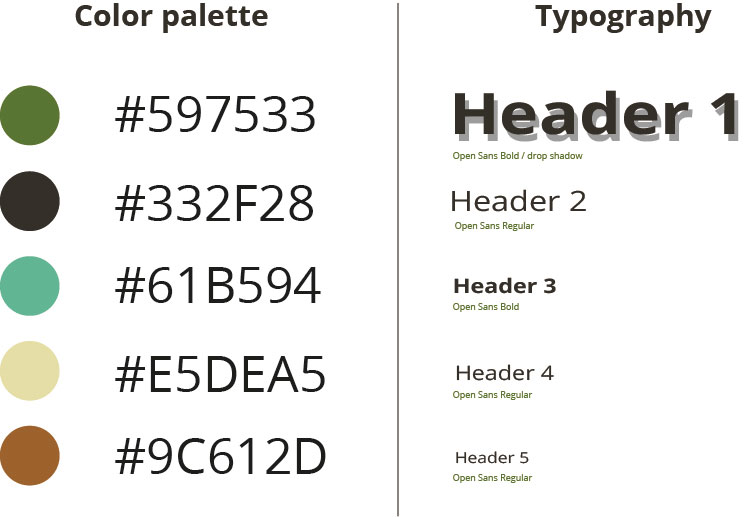 Color palette
#597533
#332F28
#61B594
#E5DEA5
#9C612D
Typography
Header 1
Open Sans Bold / drop shadow
Header 2
Open Sans Regular
Header 3
Open Sans Bold
Header 4
Open Sans Regular
Header 5
Open Sans Regular